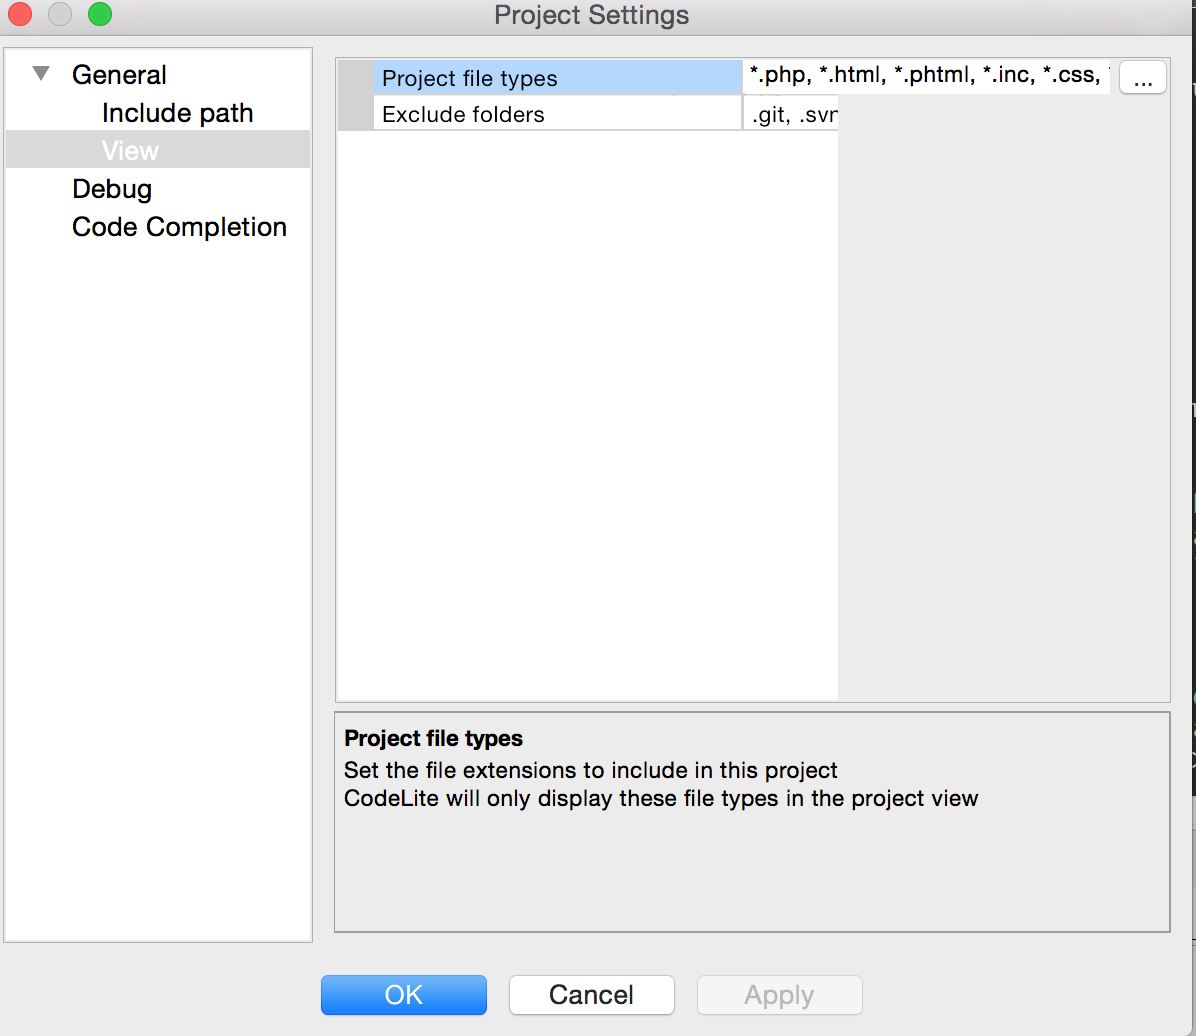 Project Settings
General
Include path
View
Debug
Code Completion
Project file types
*.php, *.html, *.phtml, *.inc, *.css,
...
Exclude folders
.git, .svn
Project file types
Set the file extensions to include in this project
CodeLite will only display these file types in the project view
OK
Cancel
Apply